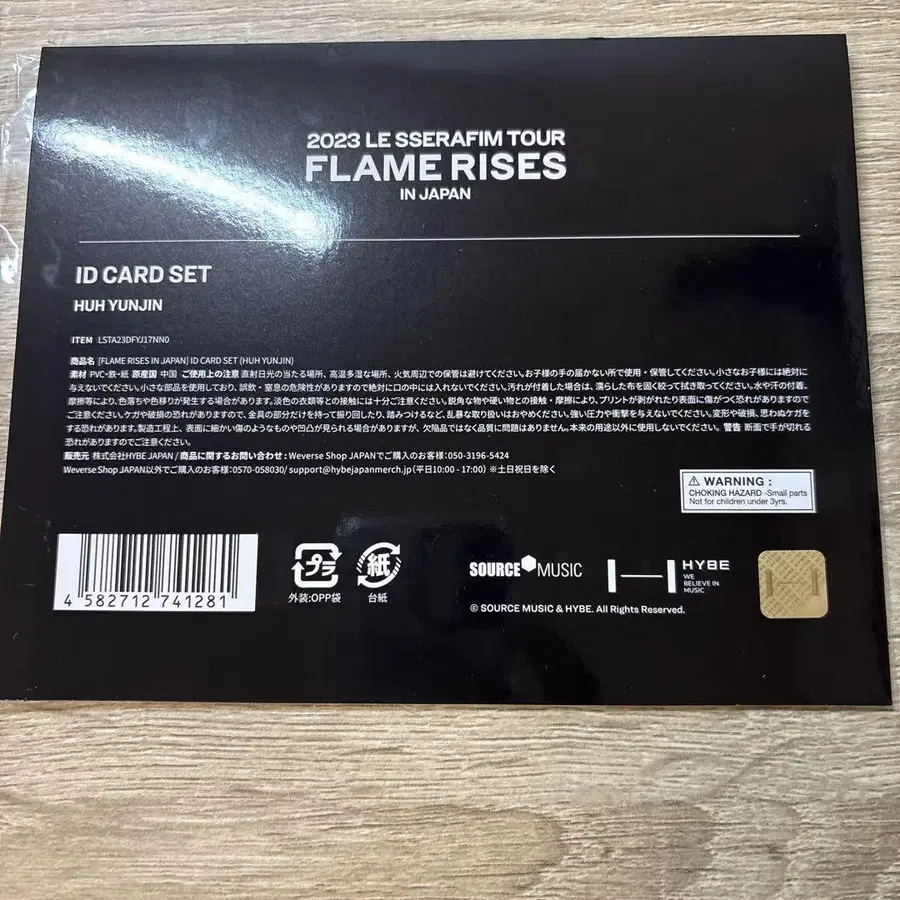 2023 LE SSERAFIM TOUR
FLAME RISES
IN JAPAN
ID CARD SET
HUH YUNJIN
ITEM LSTA23DFYJ17NN0
商品名 [FLAME RISES IN JAPAN] ID CARD SET (HUH YUNJIN)
素材 PVC・鉄・紙 原産国 中国 ご使用上の注意 直射日光の当たる場所、高温多湿な場所、火気周辺での保管は避けてください。お子様の手の届かない所で使用・保管してください。小さなお子様には絶対に
与えないでください。小さな部品を使用しており、誤飲・窒息の危険性がありますので絶対に口の中には入れないでください。汚れが付着した場合は、濡らした布を固く絞って拭き取ってください。水や汗の付着、
摩擦等により、色落ちや色移りが発生する場合があります。淡色の衣類等との接触には十分ご注意ください。鋭角な物や硬い物との接触・摩擦により、プリントが剥がれたり表面に傷がつく恐れがありますので
ご注意ください。ケガや破損の恐れがありますので、金具の部分だけを持って振り回したり、踏みつけるなど、乱暴な取り扱いはおやめください。強い圧力や衝撃を与えないでください。変形や破損、思わぬケガを
する恐れがあります。製造工程上、表面に細かい傷のようなものや凹凸が見られる場合がありますが、欠陥品ではなく品質に問題はありません。本来の用途以外に使用しないでください。警告 断面で手が切れる
恐れがありますのでご注意ください。
販売元 株式会社HYBE JAPAN / 商品に関するお問い合わせ : Weverse Shop JAPANでご購入のお客様:050-3196-5424
Weverse Shop JAPAN以外でご購入のお客様:0570-058030/ support@hybejapanmerch.jp (平日10:00 - 17:00) ※土日祝日を除く
⚠ WARNING :
CHOKING HAZARD -Small parts
Not for children under 3yrs.
4 582712 741281
プラ
外装:OPP袋
紙
台紙
SOURCE MUSIC
HYBE
WE
BELIEVE IN
MUSIC
© SOURCE MUSIC & HYBE. All Rights Reserved.